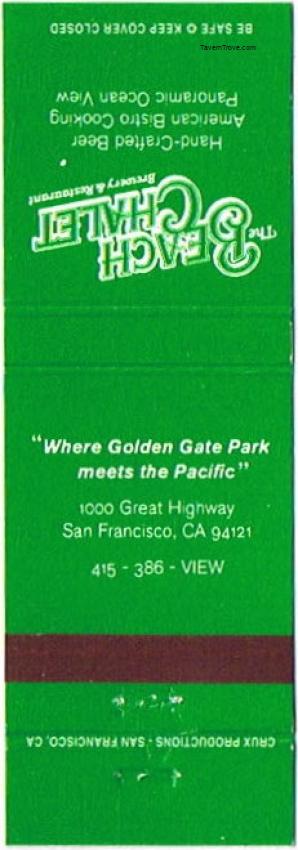 BE SAFE ✪ KEEP COVER CLOSED
TavernTrove.com
Hand-Crafted Beer
American Bistro Cooking
Panoramic Ocean View
The
BEACH
CHALET
Brewery & Restaurant
"Where Golden Gate Park
meets the Pacific"
1000 Great Highway
San Francisco, CA 94121
415 - 386 - VIEW
CRUX PRODUCTIONS - SAN FRANCISCO, CA